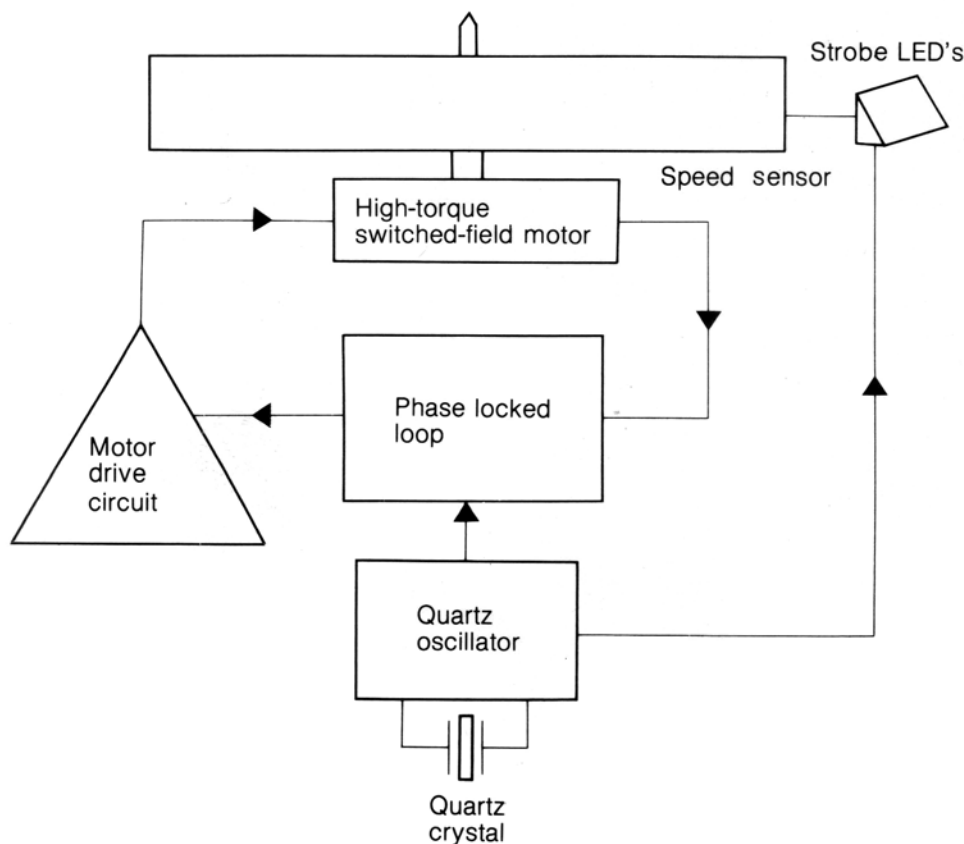 Strobe LED's
Speed sensor
High-torque
switched-field motor
Phase locked
loop
Motor
drive
circuit
Quartz
oscillator
Quartz
crystal